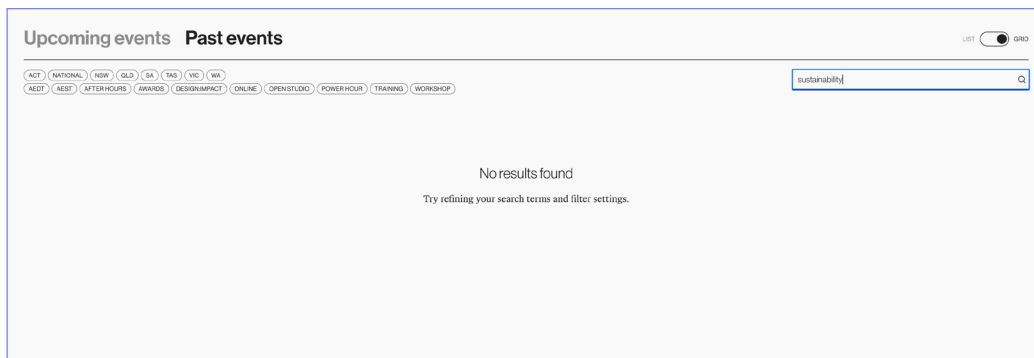 Upcoming events Past events
LIST GRID
ACT NATIONAL NSW QLD SA TAS VIC WA
AEDT AEST AFTER HOURS AWARDS DESIGN:IMPACT ONLINE OPEN STUDIO POWER HOUR TRAINING WORKSHOP
sustainability
No results found
Try refining your search terms and filter settings.